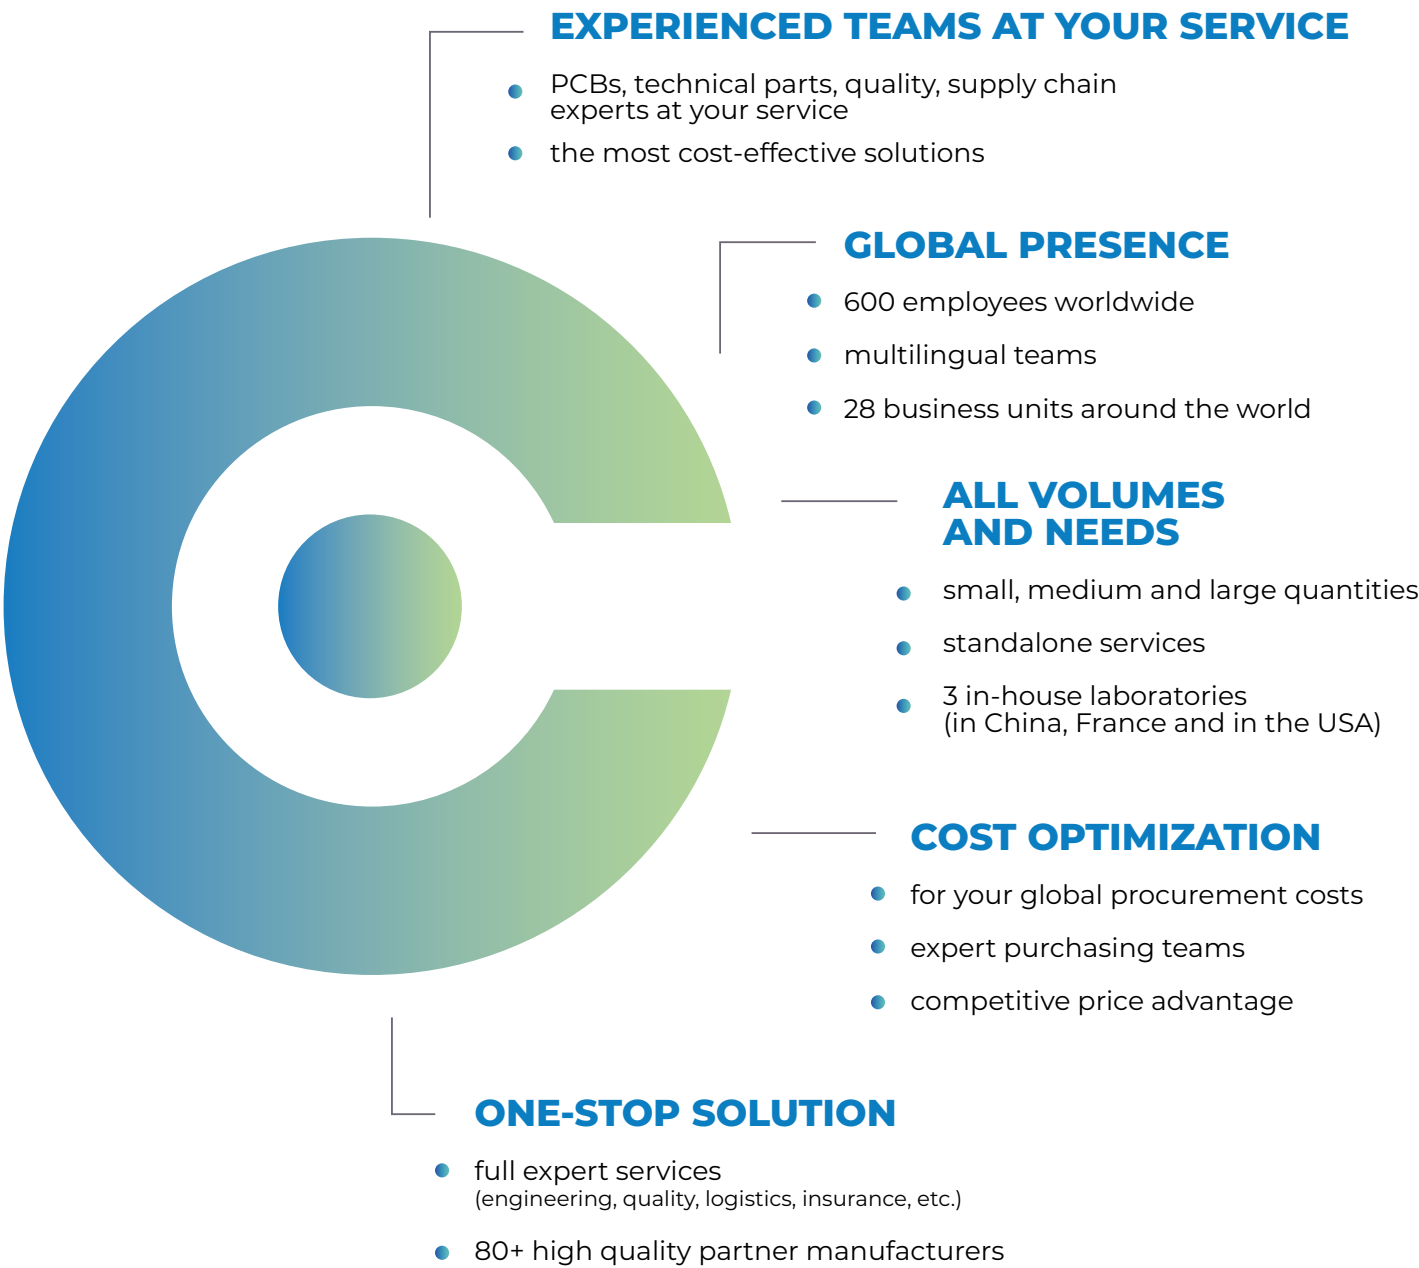 EXPERIENCED TEAMS AT YOUR SERVICE
PCBs, technical parts, quality, supply chain
experts at your service
the most cost-effective solutions
GLOBAL PRESENCE
600 employees worldwide
multilingual teams
28 business units around the world
ALL VOLUMES
AND NEEDS
small, medium and large quantities
standalone services
3 in-house laboratories
(in China, France and in the USA)
COST OPTIMIZATION
for your global procurement costs
expert purchasing teams
competitive price advantage
ONE-STOP SOLUTION
full expert services
(engineering, quality, logistics, insurance, etc.)
80+ high quality partner manufacturers